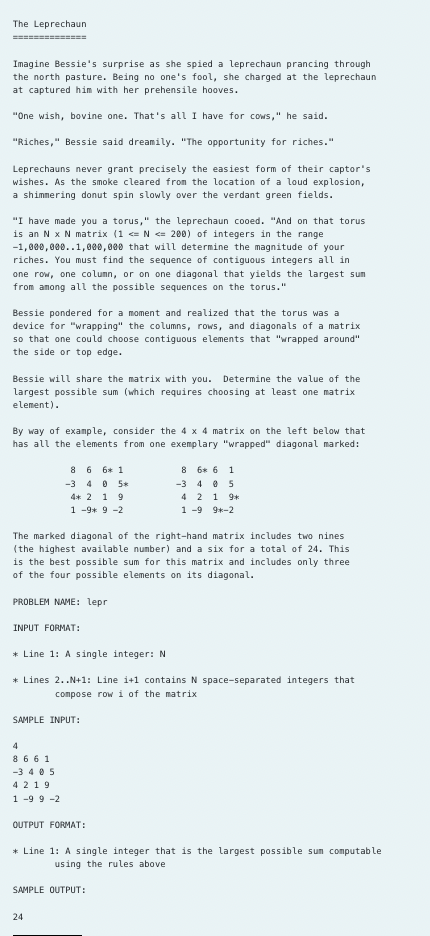 The Leprechaun
==============
Imagine Bessie's surprise as she spied a leprechaun prancing through
the north pasture. Being no one's fool, she charged at the leprechaun
at captured him with her prehensile hooves.
"One wish, bovine one. That's all I have for cows," he said.
"Riches," Bessie said dreamily. "The opportunity for riches."
Leprechauns never grant precisely the easiest form of their captor's
wishes. As the smoke cleared from the location of a loud explosion,
a shimmering donut spin slowly over the verdant green fields.
"I have made you a torus," the leprechaun cooed. "And on that torus
is an N x N matrix (1 <= N <= 200) of integers in the range
-1,000,000..1,000,000 that will determine the magnitude of your
riches. You must find the sequence of contiguous integers all in
one row, one column, or on one diagonal that yields the largest sum
from among all the possible sequences on the torus."
Bessie pondered for a moment and realized that the torus was a
device for "wrapping" the columns, rows, and diagonals of a matrix
so that one could choose contiguous elements that "wrapped around"
the side or top edge.
Bessie will share the matrix with you.  Determine the value of the
largest possible sum (which requires choosing at least one matrix
element).
By way of example, consider the 4 x 4 matrix on the left below that
has all the elements from one exemplary "wrapped" diagonal marked:
8  6  6* 1           8  6* 6  1
-3  4  0  5*         -3  4  0  5
4* 2  1  9           4  2  1  9*
1 -9* 9 -2           1 -9  9*-2
The marked diagonal of the right-hand matrix includes two nines
(the highest available number) and a six for a total of 24. This
is the best possible sum for this matrix and includes only three
of the four possible elements on its diagonal.
PROBLEM NAME: lepr
INPUT FORMAT:
* Line 1: A single integer: N
* Lines 2..N+1: Line i+1 contains N space-separated integers that
compose row i of the matrix
SAMPLE INPUT:
4
8 6 6 1
-3 4 0 5
4 2 1 9
1 -9 9 -2
OUTPUT FORMAT:
* Line 1: A single integer that is the largest possible sum computable
using the rules above
SAMPLE OUTPUT:
24